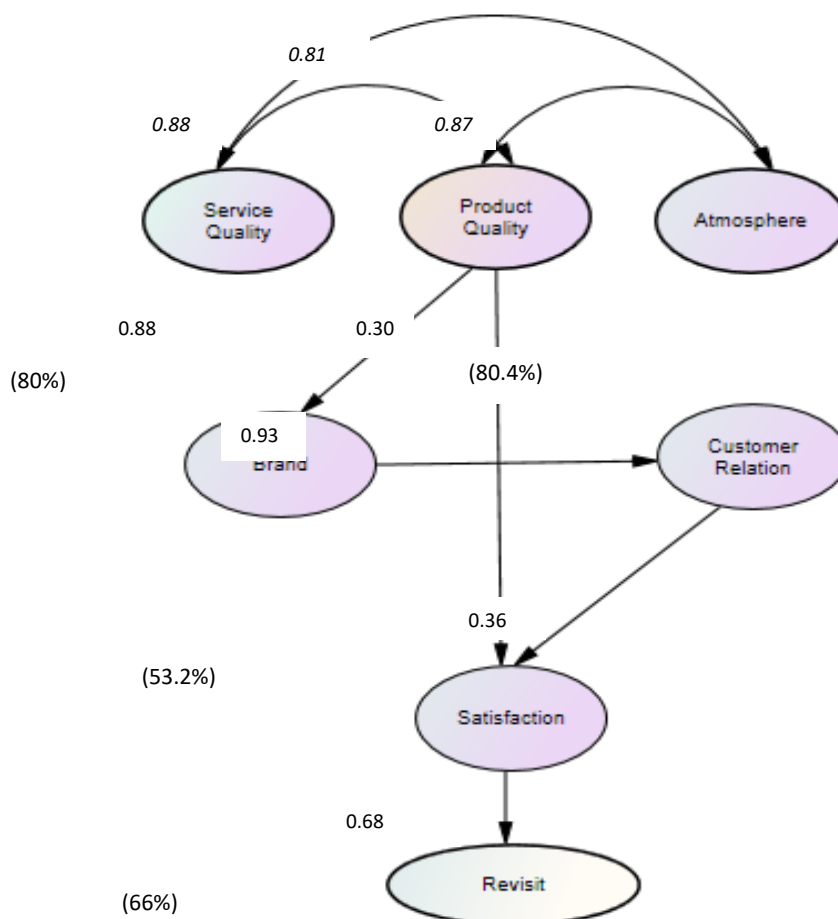 0.81
0.88
0.87
Service
Quality
Product
Quality
Atmosphere
0.88
0.30
(80.4%)
(80%)
0.93
Brand
Customer
Relation
0.36
(53.2%)
Satisfaction
0.68
Revisit
(66%)